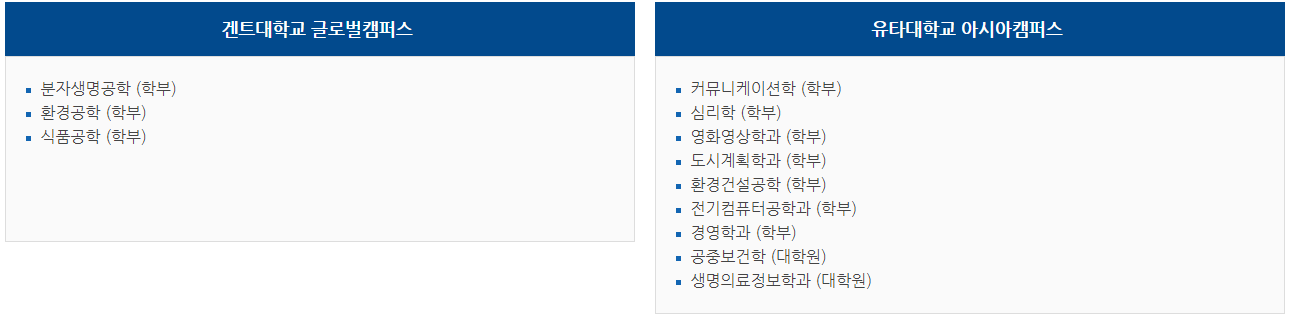 겐트대학교 글로벌캠퍼스
분자생명공학 (학부)
환경공학 (학부)
식품공학 (학부)
유타대학교 아시아캠퍼스
커뮤니케이션학 (학부)
심리학 (학부)
영화영상학과 (학부)
도시계획학과 (학부)
환경건설공학 (학부)
전기컴퓨터공학과 (학부)
경영학과 (학부)
공중보건학 (대학원)
생명의료정보학과 (대학원)